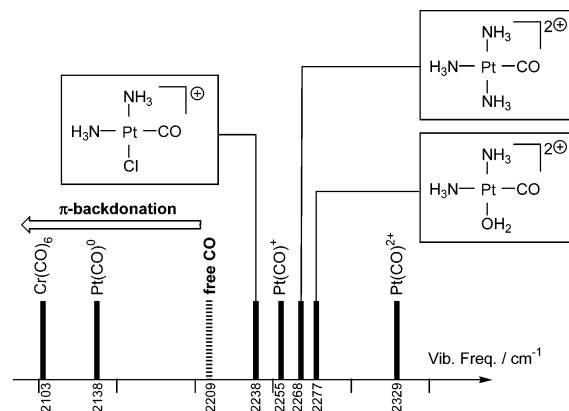 NH₃
2⊕
H₃N Pt CO
NH₃
NH₃
⊕
H₃N Pt CO
Cl
NH₃
2⊕
H₃N Pt CO
OH₂
π-backdonation
Cr(CO)₆
Pt(CO)⁰
free CO
Pt(CO)⁺
Pt(CO)²⁺
Vib. Freq. / cm⁻¹
2103
2138
2209
2238
2255
2268
2277
2329